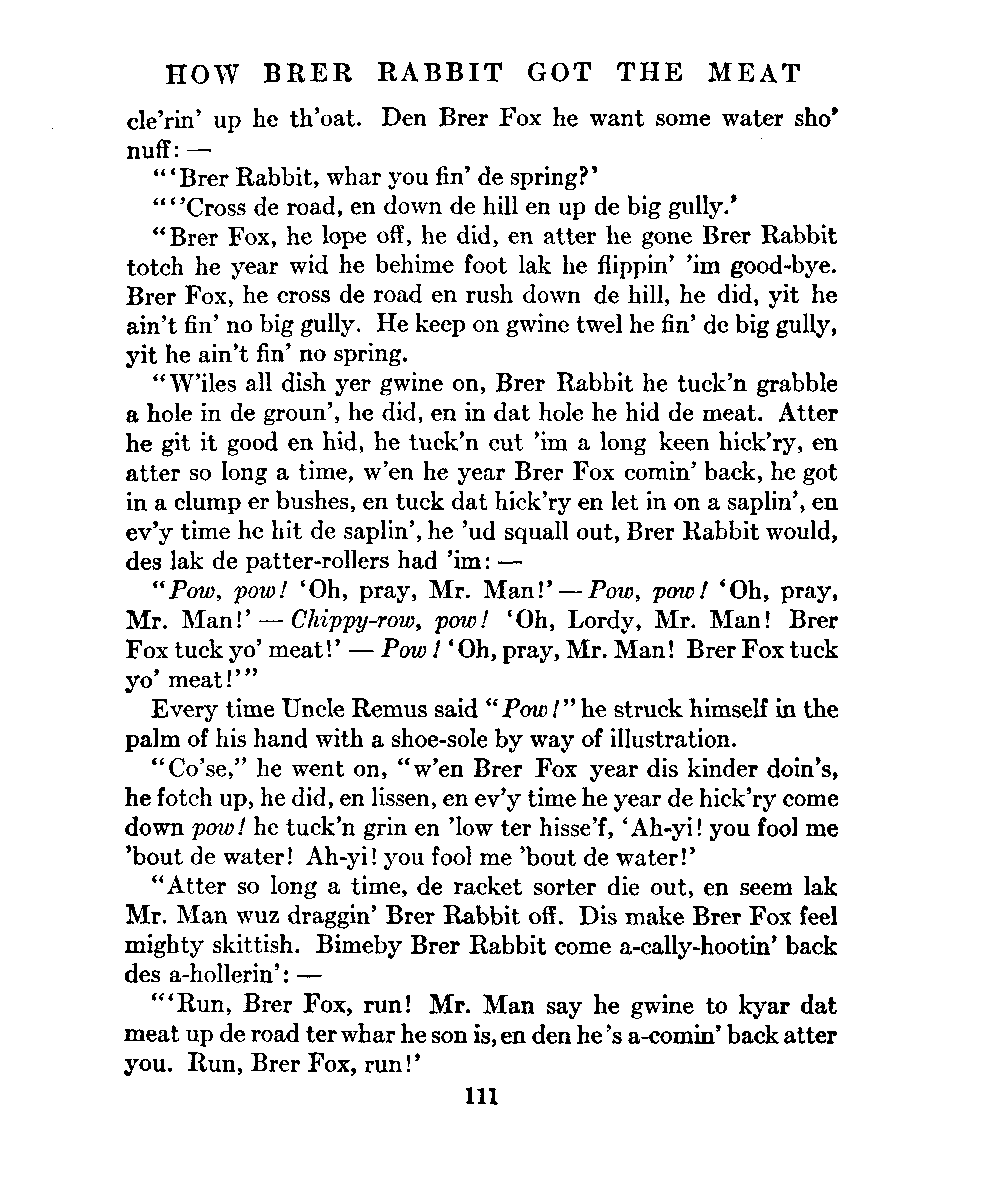 HOW BRER RABBIT GOT THE MEAT
cle'rin' up he th'oat. Den Brer Fox he want some water sho'
nuff: —
"'Brer Rabbit, whar you fin' de spring?'
"''Cross de road, en down de hill en up de big gully.'
"Brer Fox, he lope off, he did, en atter he gone Brer Rabbit
totch he year wid he behime foot lak he flippin' 'im good-bye.
Brer Fox, he cross de road en rush down de hill, he did, yit he
ain't fin' no big gully. He keep on gwine twel he fin' de big gully,
yit he ain't fin' no spring.
"W'iles all dish yer gwine on, Brer Rabbit he tuck'n grabble
a hole in de groun', he did, en in dat hole he hid de meat. Atter
he git it good en hid, he tuck'n cut 'im a long keen hick'ry, en
atter so long a time, w'en he year Brer Fox comin' back, he got
in a clump er bushes, en tuck dat hick'ry en let in on a saplin', en
ev'y time he hit de saplin', he 'ud squall out, Brer Rabbit would,
des lak de patter-rollers had 'im: —
"Pow, pow! 'Oh, pray, Mr. Man!' — Pow, pow! 'Oh, pray,
Mr. Man!' — Chippy-row, pow! 'Oh, Lordy, Mr. Man! Brer
Fox tuck yo' meat!' — Pow! 'Oh, pray, Mr. Man! Brer Fox tuck
yo' meat!'"
Every time Uncle Remus said "Pow!" he struck himself in the
palm of his hand with a shoe-sole by way of illustration.
"Co'se," he went on, "w'en Brer Fox year dis kinder doin's,
he fotch up, he did, en lissen, en ev'y time he year de hick'ry come
down pow! he tuck'n grin en 'low ter hisse'f, 'Ah-yi! you fool me
'bout de water! Ah-yi! you fool me 'bout de water!'
"Atter so long a time, de racket sorter die out, en seem lak
Mr. Man wuz draggin' Brer Rabbit off. Dis make Brer Fox feel
mighty skittish. Bimeby Brer Rabbit come a-cally-hootin' back
des a-hollerin': —
"'Run, Brer Fox, run! Mr. Man say he gwine to kyar dat
meat up de road ter whar he son is, en den he's a-comin' back atter
you. Run, Brer Fox, run!'
111